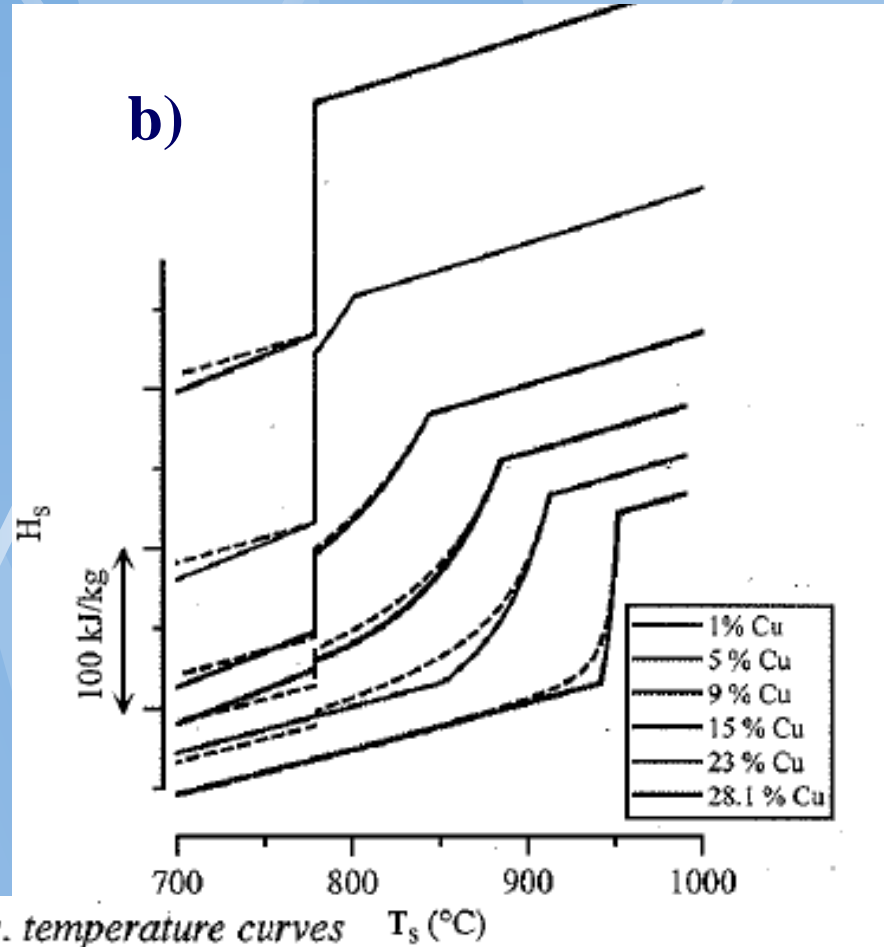 b)
H_s
100 kJ/kg
1% Cu
5 % Cu
9 % Cu
15 % Cu
23 % Cu
28.1 % Cu
700 800 900 1000
. temperature curves T_s (°C)